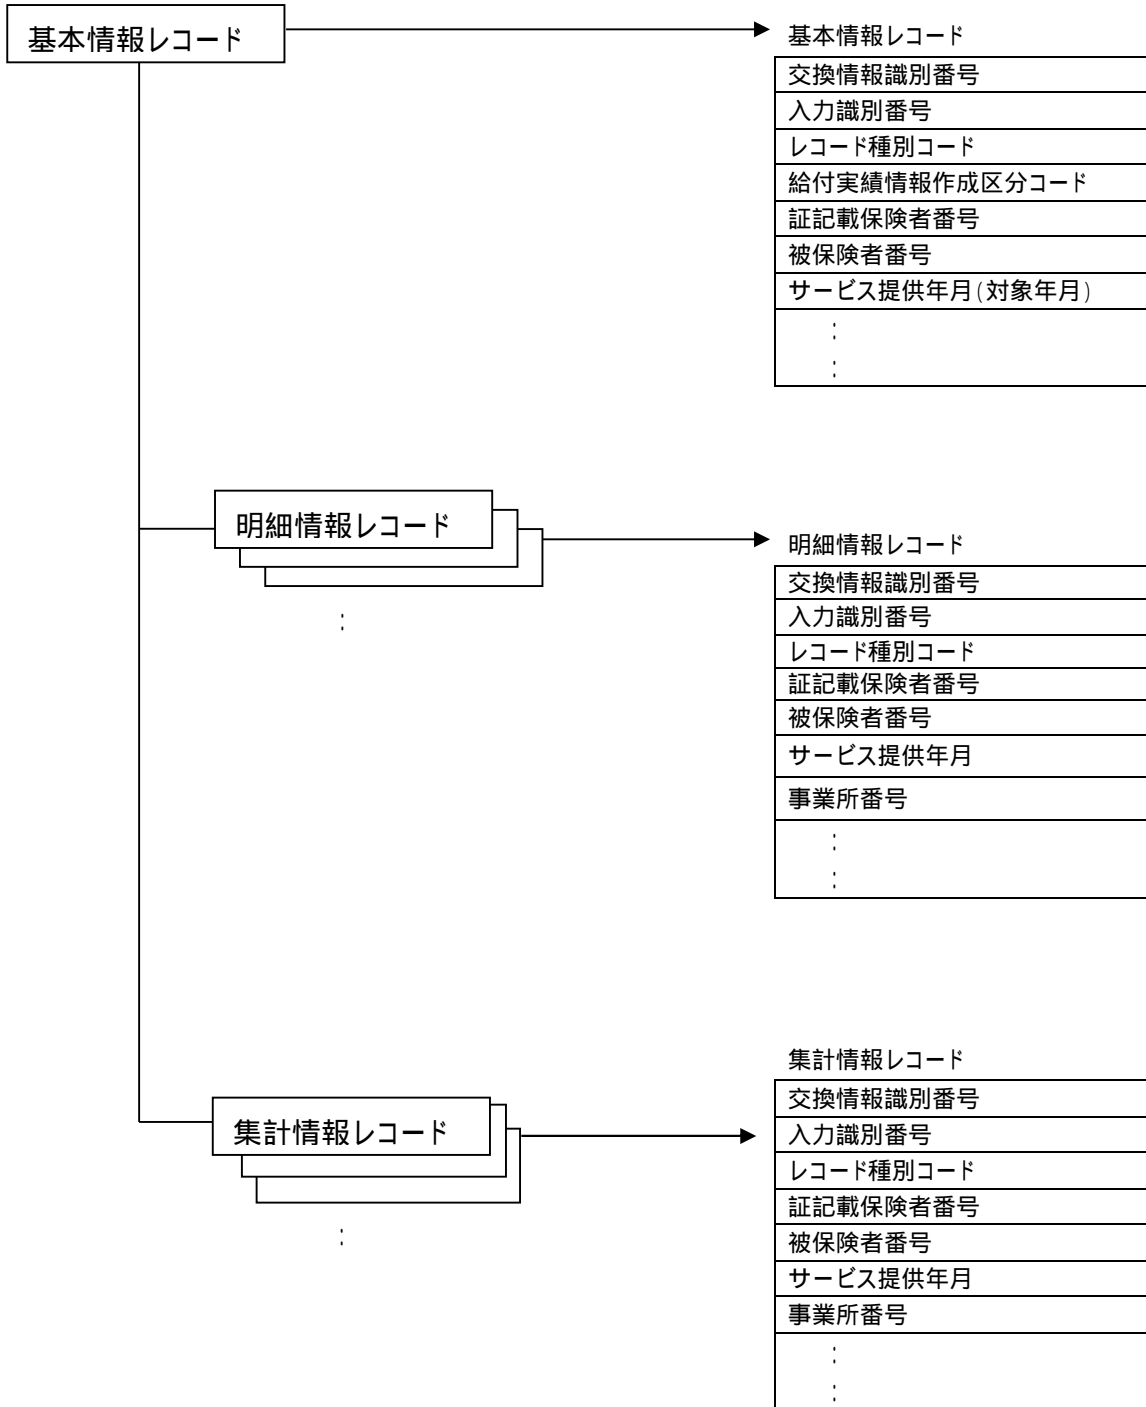 基本情報レコード
基本情報レコード
交換情報識別番号
入力識別番号
レコード種別コード
給付実績情報作成区分コード
証記載保険者番号
被保険者番号
サービス提供年月(対象年月)
:
:
明細情報レコード
:
明細情報レコード
交換情報識別番号
入力識別番号
レコード種別コード
証記載保険者番号
被保険者番号
サービス提供年月
事業所番号
:
:
集計情報レコード
:
集計情報レコード
交換情報識別番号
入力識別番号
レコード種別コード
証記載保険者番号
被保険者番号
サービス提供年月
事業所番号
:
: